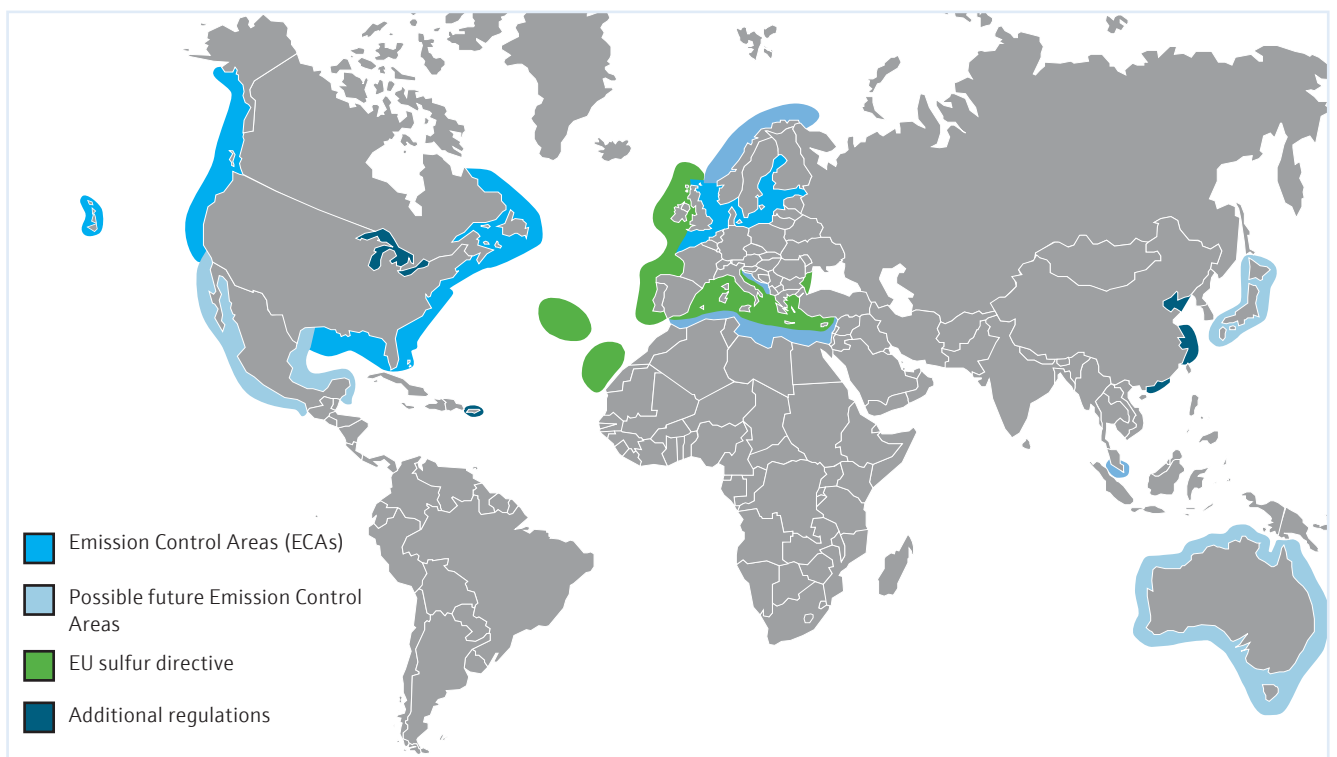 Emission Control Areas (ECAs)
Possible future Emission Control
Areas
EU sulfur directive
Additional regulations